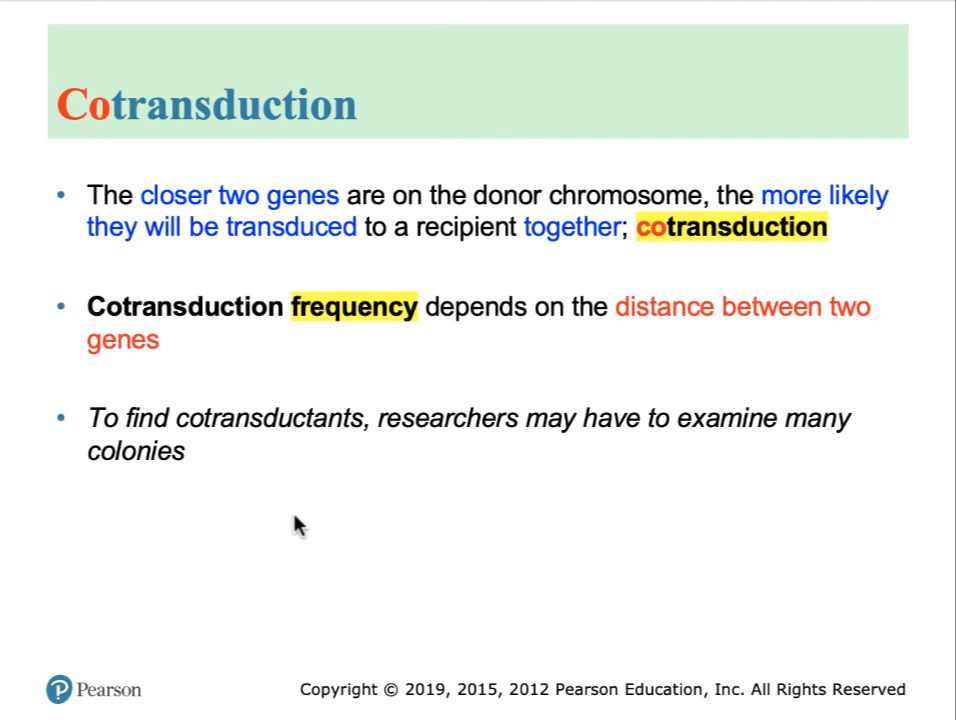 Cotransduction
• The closer two genes are on the donor chromosome, the more likely
they will be transduced to a recipient together; cotransduction
• Cotransduction frequency depends on the distance between two
genes
• To find cotransductants, researchers may have to examine many
colonies
P Pearson
Copyright © 2019, 2015, 2012 Pearson Education, Inc. All Rights Reserved